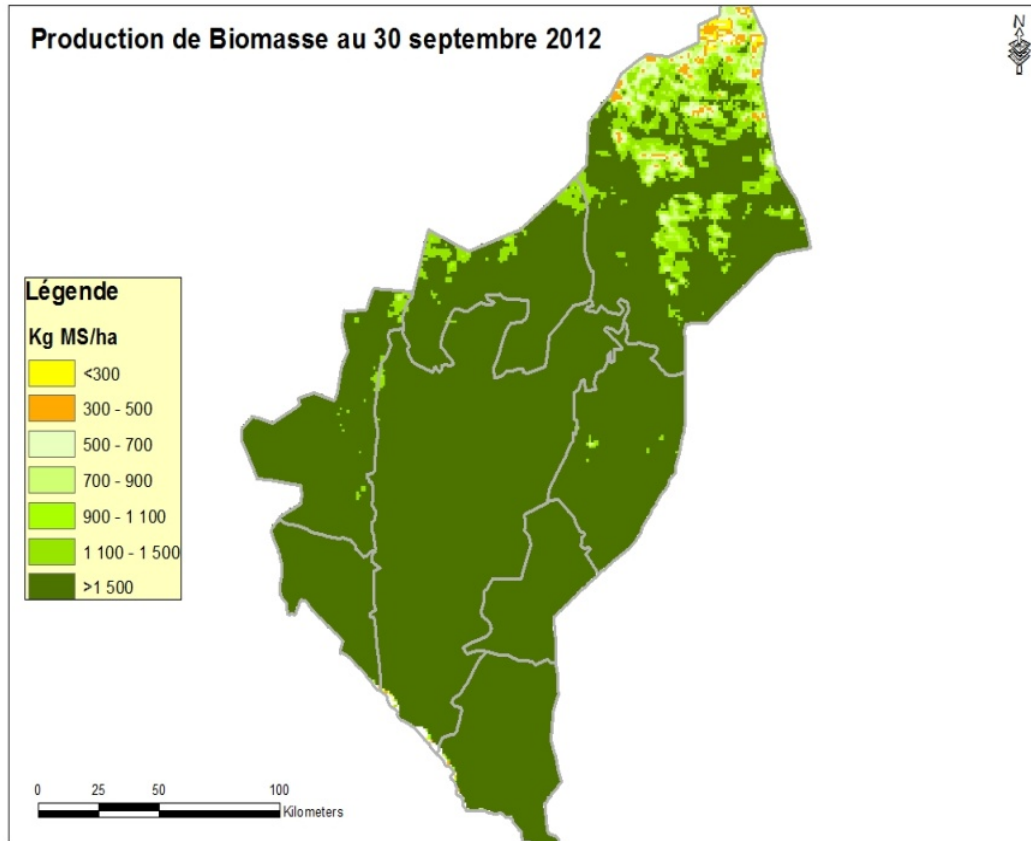 Production de Biomasse au 30 septembre 2012
N
Légende
Kg MS/ha
<300
300 - 500
500 - 700
700 - 900
900 - 1 100
1 100 - 1 500
>1 500
0 25 50 100
Kilometers